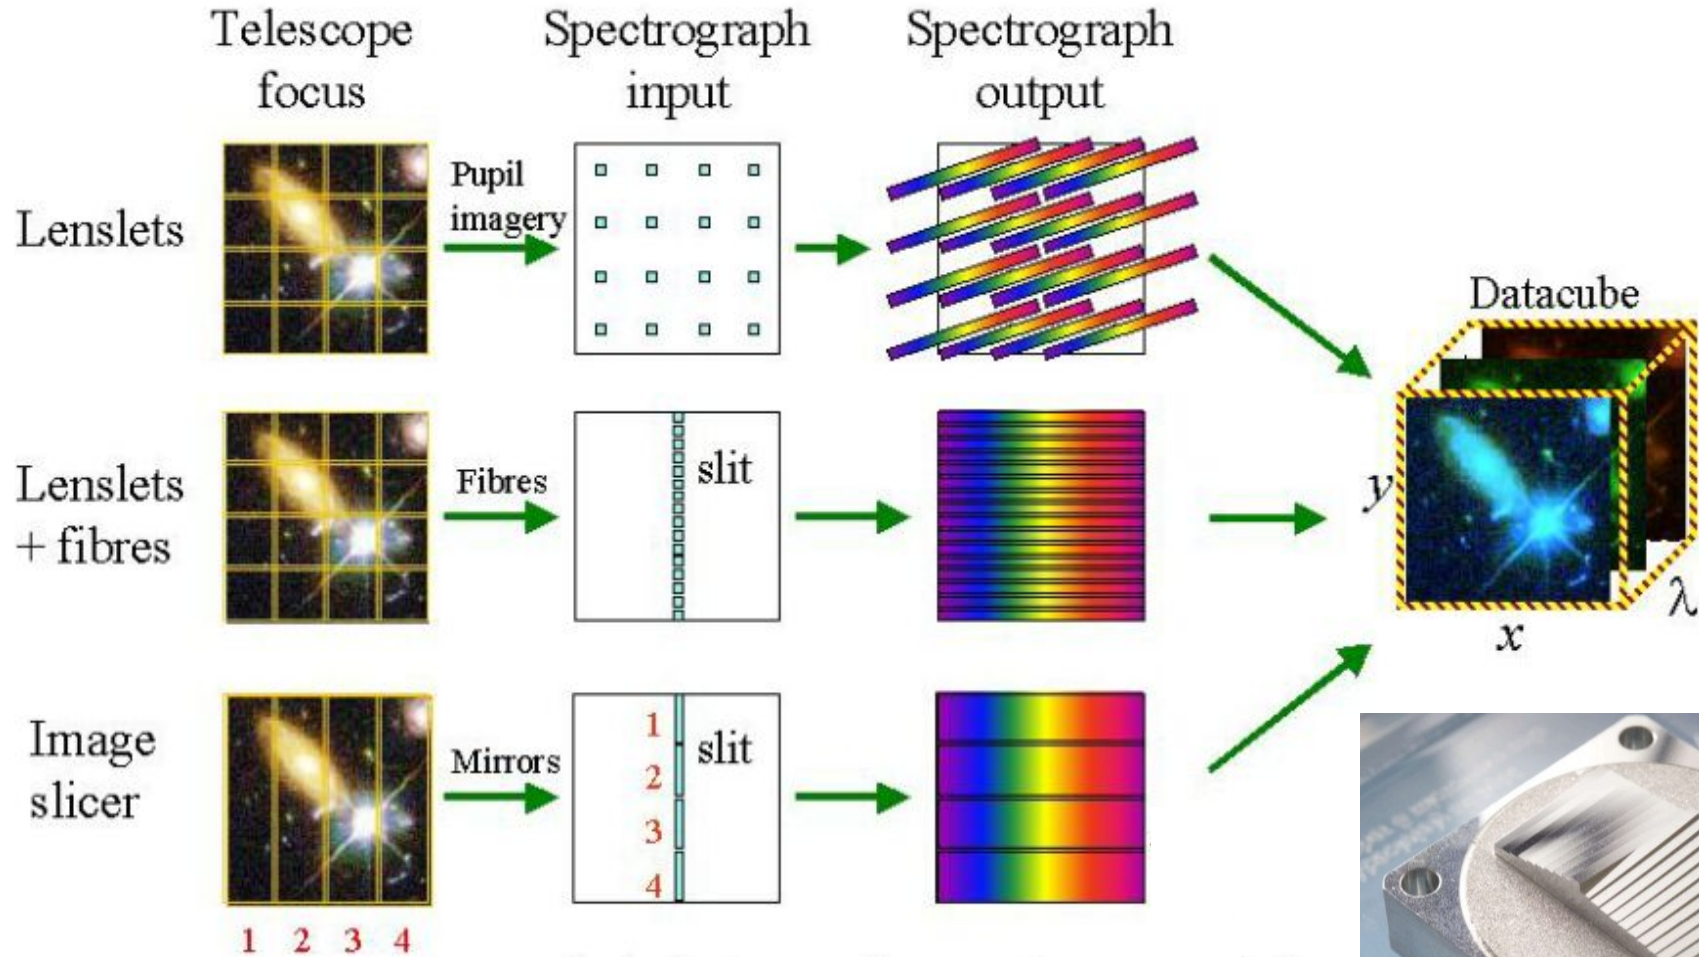 Telescope
focus
Spectrograph
input
Spectrograph
output
Lenslets
Pupil
imagery
Datacube
Lenslets
+ fibres
Fibres
slit
y
x
λ
Image
slicer
Mirrors
1
2
3
4
slit
1 2 3 4